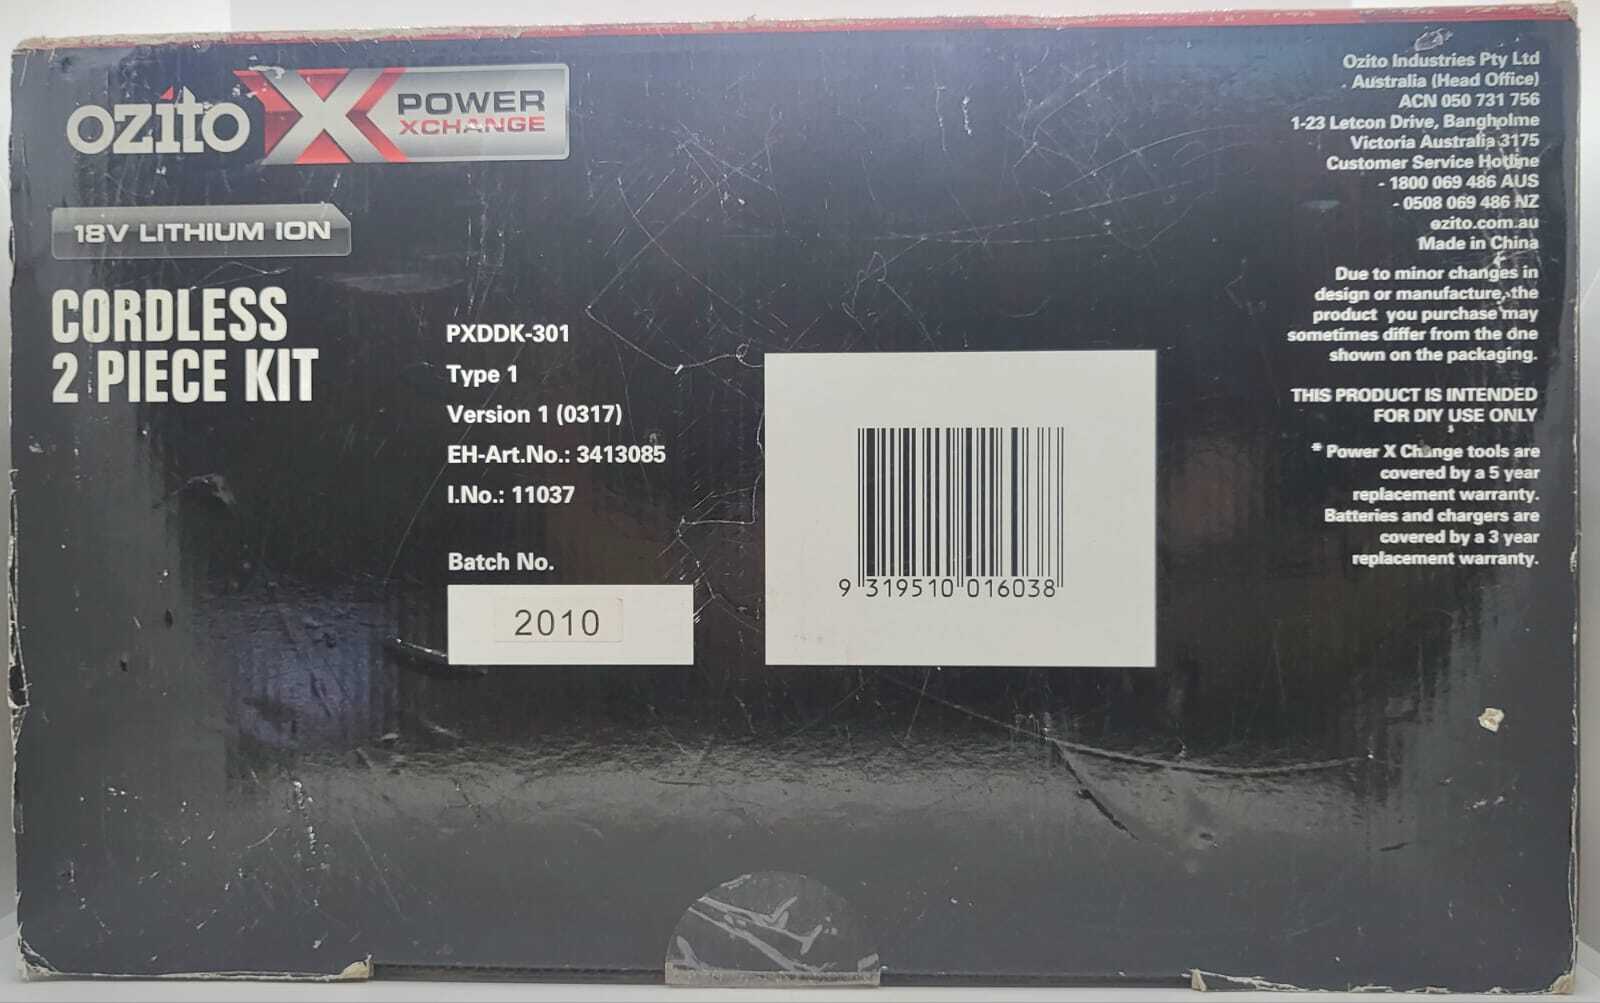 ozito X POWER
XCHANGE
18V LITHIUM ION
CORDLESS
2 PIECE KIT
PXDDK-301
Type 1
Version 1 (0317)
EH-Art.No.: 3413085
I.No.: 11037
Batch No.
2010
9 319510 016038
Ozito Industries Pty Ltd
Australia (Head Office)
ACN 050 731 756
1-23 Letcon Drive, Bangholme
Victoria Australia 3175
Customer Service Hotline
- 1800 069 486 AUS
- 0508 069 486 NZ
ozito.com.au
Made in China
Due to minor changes in
design or manufacture, the
product you purchase may
sometimes differ from the one
shown on the packaging.
THIS PRODUCT IS INTENDED
FOR DIY USE ONLY
* Power X Change tools are
covered by a 5 year
replacement warranty.
Batteries and chargers are
covered by a 3 year
replacement warranty.